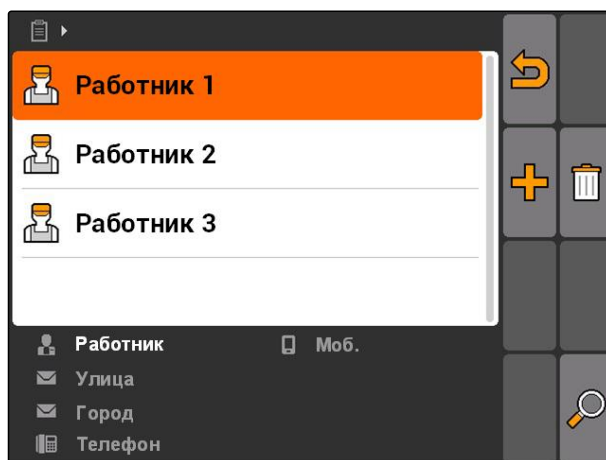 Работник 1
Работник 2
Работник 3
Работник Моб.
Улица
Город
Телефон